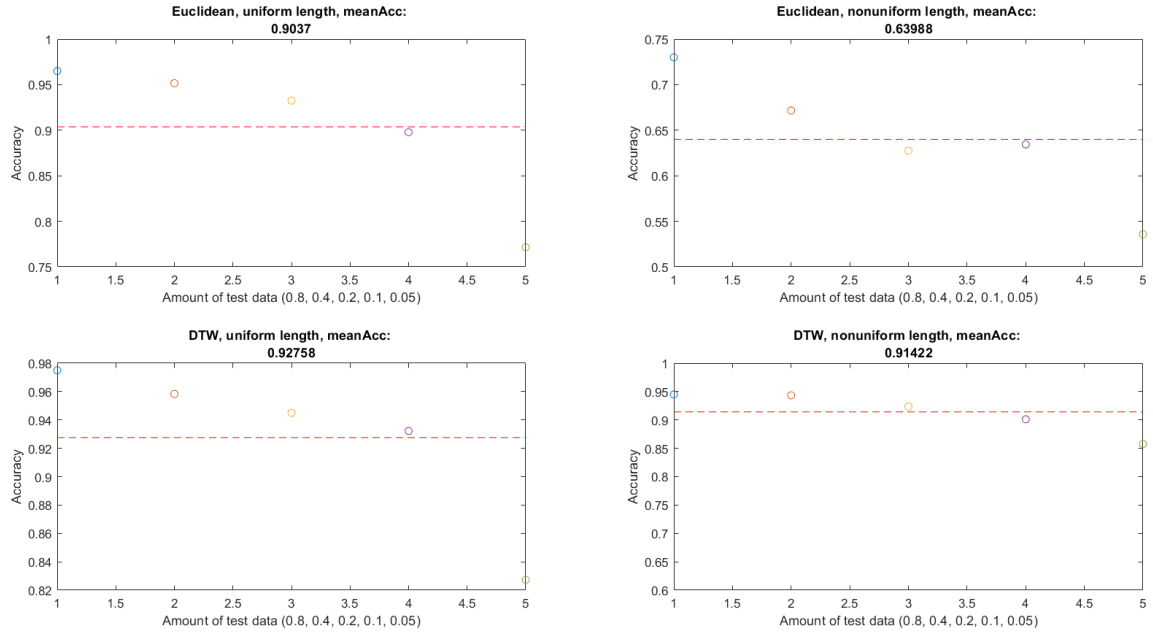 Euclidean, uniform length, meanAcc:
0.9037
1
0.95
0.9
0.85
0.8
0.75
Accuracy
1 1.5 2 2.5 3 3.5 4 4.5 5
Amount of test data (0.8, 0.4, 0.2, 0.1, 0.05)
Euclidean, nonuniform length, meanAcc:
0.63988
0.75
0.7
0.65
0.6
0.55
0.5
Accuracy
1 1.5 2 2.5 3 3.5 4 4.5 5
Amount of test data (0.8, 0.4, 0.2, 0.1, 0.05)
DTW, uniform length, meanAcc:
0.92758
0.98
0.96
0.94
0.92
0.9
0.88
0.86
0.84
0.82
Accuracy
1 1.5 2 2.5 3 3.5 4 4.5 5
Amount of test data (0.8, 0.4, 0.2, 0.1, 0.05)
DTW, nonuniform length, meanAcc:
0.91422
1
0.95
0.9
0.85
0.8
0.75
0.7
0.65
0.6
Accuracy
1 1.5 2 2.5 3 3.5 4 4.5 5
Amount of test data (0.8, 0.4, 0.2, 0.1, 0.05)